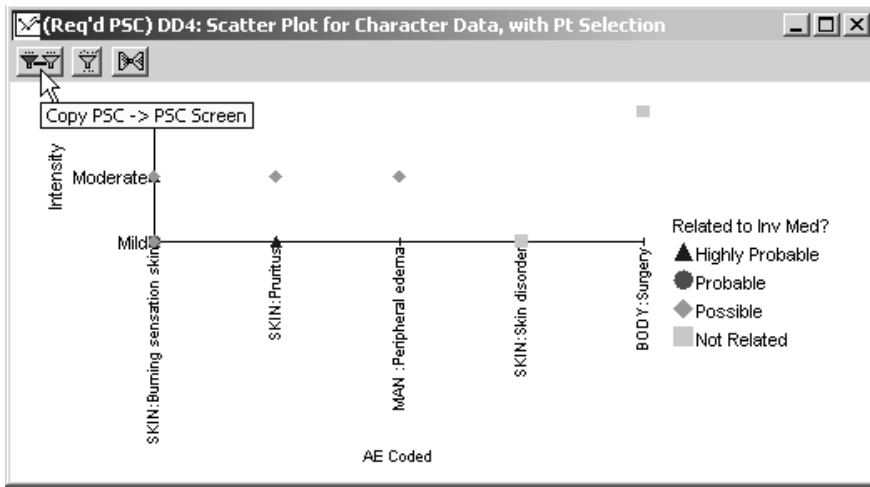 (Req'd PSC) DD4: Scatter Plot for Character Data, with Pt Selection
Copy PSC -> PSC Screen
Intensity
Moderate
Mild
SKIN:Burning sensation skin
SKIN:Pruritus
MAN :Peripheral edema
SKIN:Skin disorder
BODY:Surgery
AE Coded
Related to Inv Med?
Highly Probable
Probable
Possible
Not Related